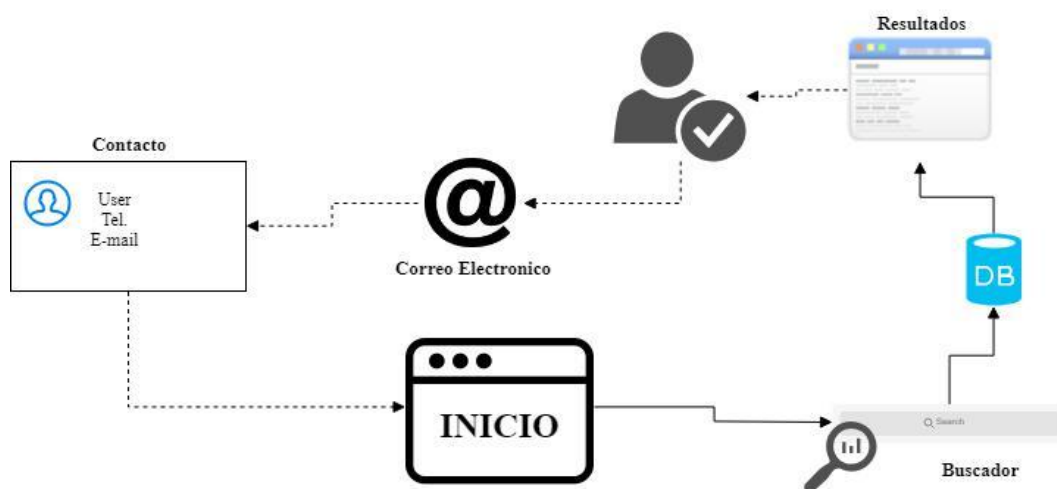 Resultados
Contacto
User
Tel.
E-mail
@
Correo Electronico
DB
INICIO
Search
Buscador